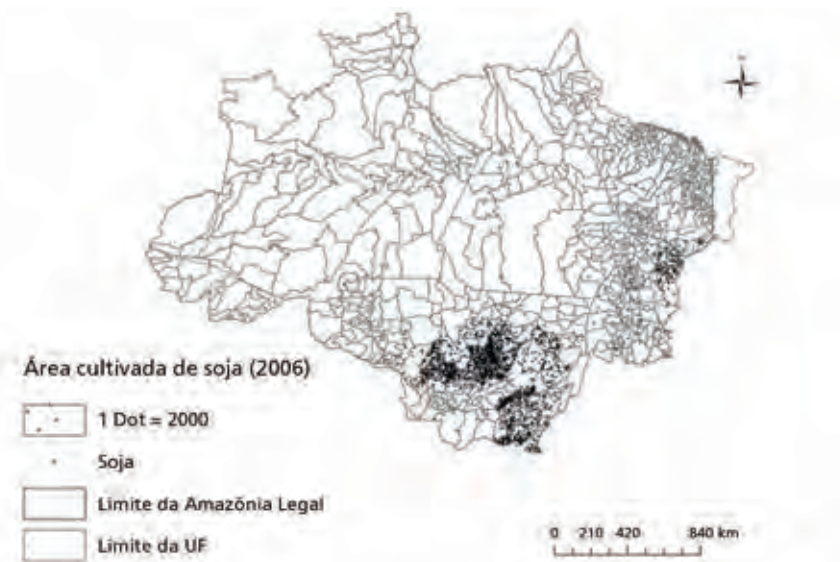 Área cultivada de soja (2006)
1 Dot = 2000
Soja
Limite da Amazônia Legal
Limite da UF
0 210 420 840 km